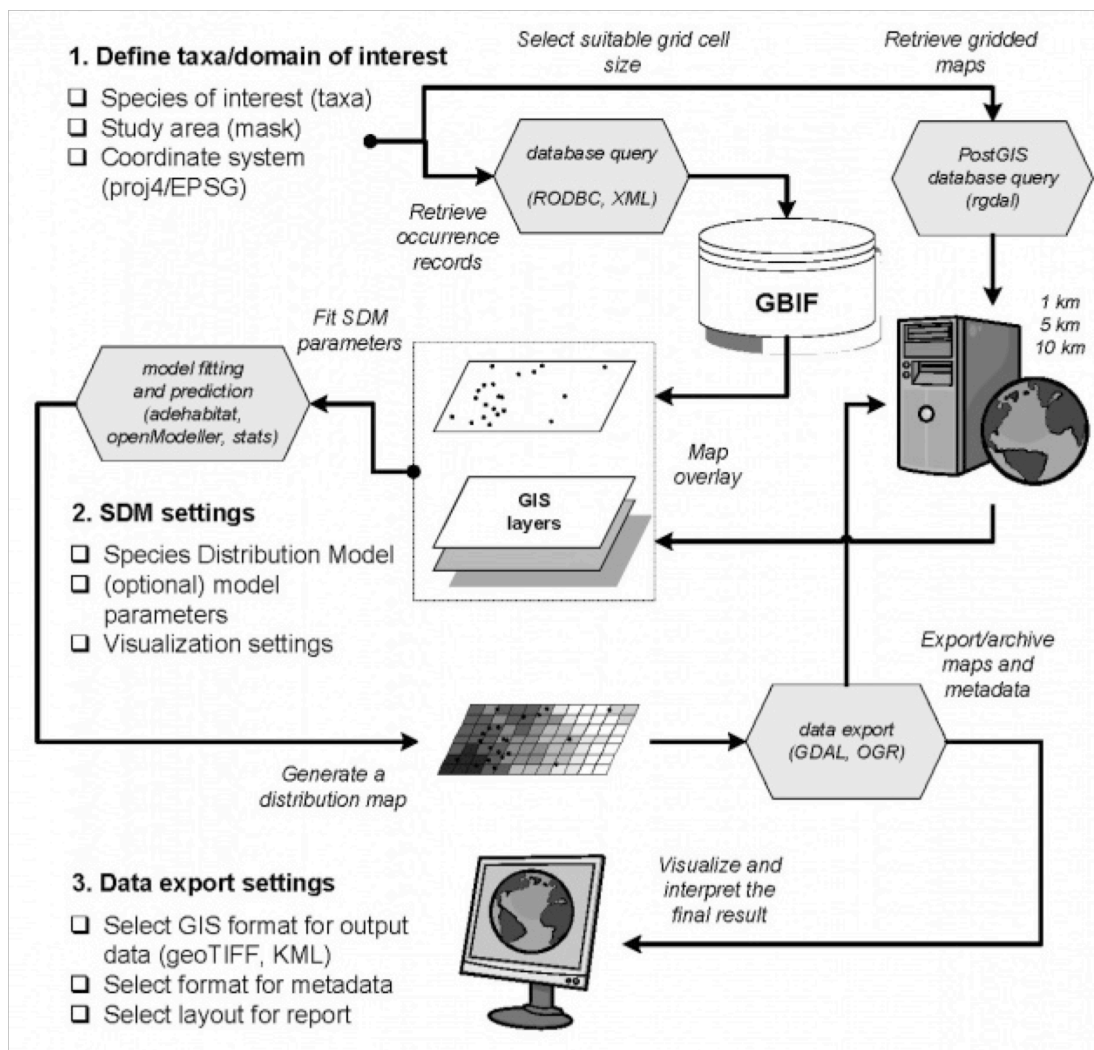 1. Define taxa/domain of interest
❑ Species of interest (taxa)
❑ Study area (mask)
❑ Coordinate system
(proj4/EPSG)
Select suitable grid cell
size
Retrieve gridded
maps
database query
(RODBC, XML)
PostGIS
database query
(rgdal)
Retrieve
occurrence
records
GBIF
1 km
5 km
10 km
Fit SDM
parameters
model fitting
and prediction
(adehabitat,
openModeller, stats)
Map
overlay
GIS
layers
2. SDM settings
❑ Species Distribution Model
❑ (optional) model
parameters
❑ Visualization settings
Export/archive
maps and
metadata
data export
(GDAL, OGR)
Generate a
distribution map
Visualize and
interpret the
final result
3. Data export settings
❑ Select GIS format for output
data (geoTIFF, KML)
❑ Select format for metadata
❑ Select layout for report